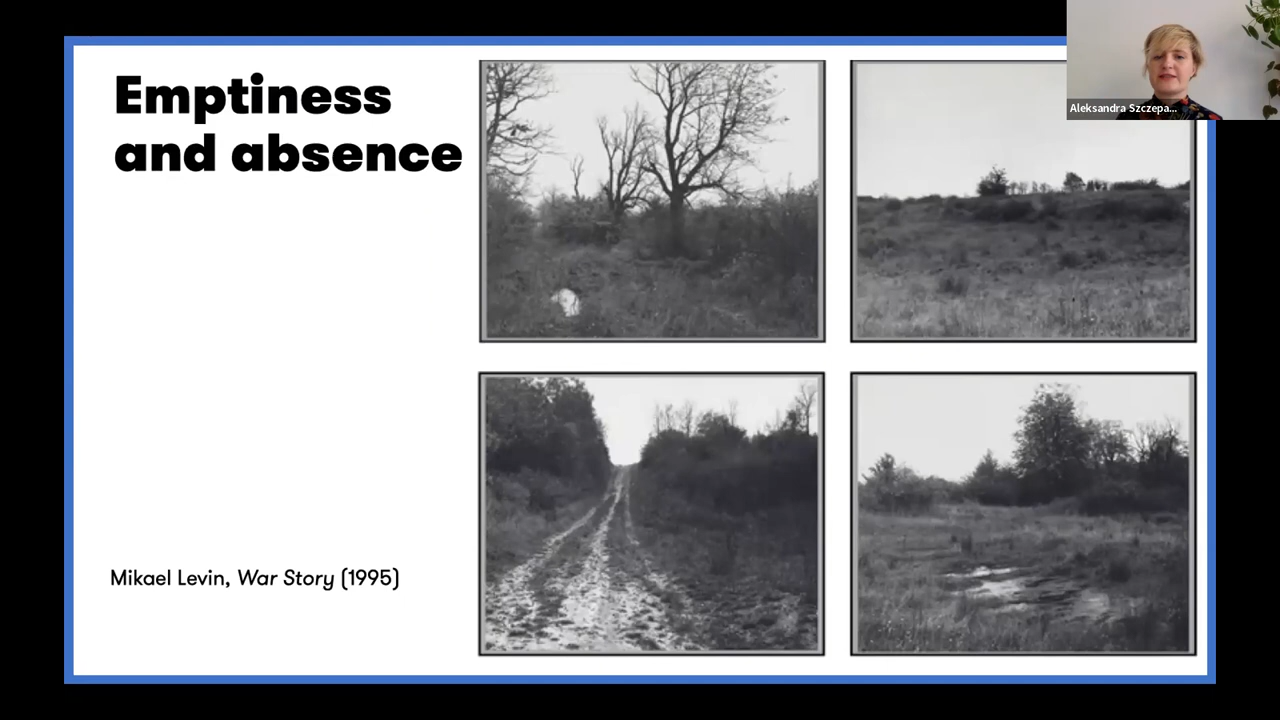 Emptiness
and absence
Mikael Levin, War Story (1995)
Aleksandra Szczepa...